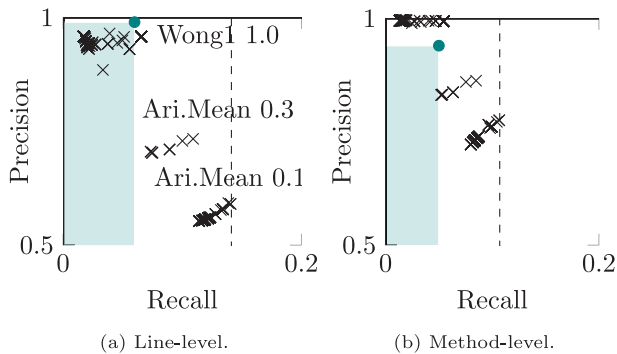 1
Wong1 1.0
Ari.Mean 0.3
Ari.Mean 0.1
Precision
0.5
0
0.2
Recall
(a) Line-level.
1
Precision
0.5
0
0.2
Recall
(b) Method-level.